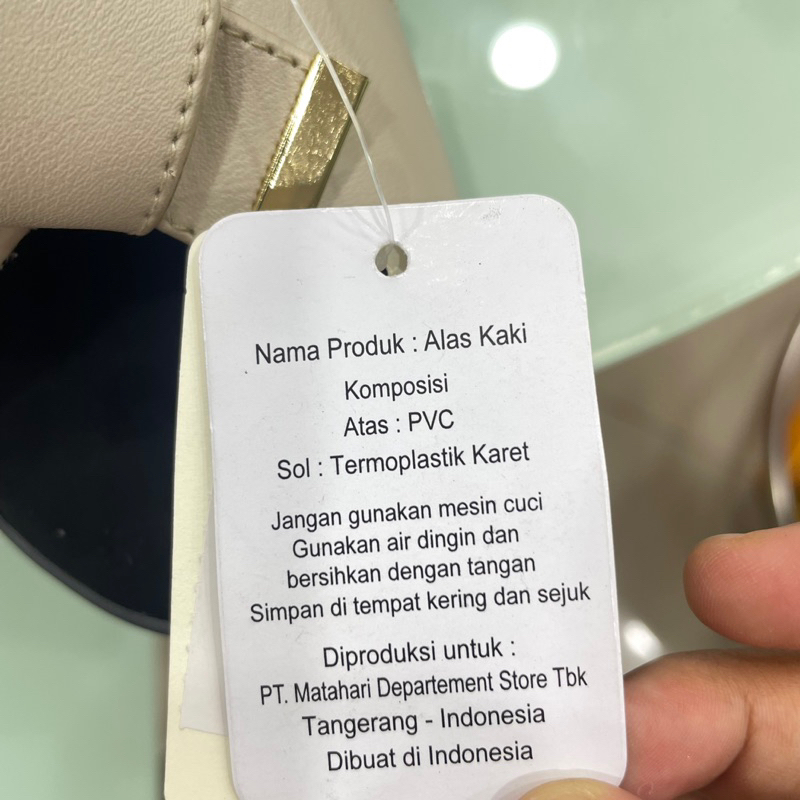 Nama Produk : Alas Kaki
Komposisi
Atas : PVC
Sol : Termoplastik Karet
Jangan gunakan mesin cuci
Gunakan air dingin dan
bersihkan dengan tangan
Simpan di tempat kering dan sejuk
Diproduksi untuk :
PT. Matahari Departement Store Tbk
Tangerang - Indonesia
Dibuat di Indonesia